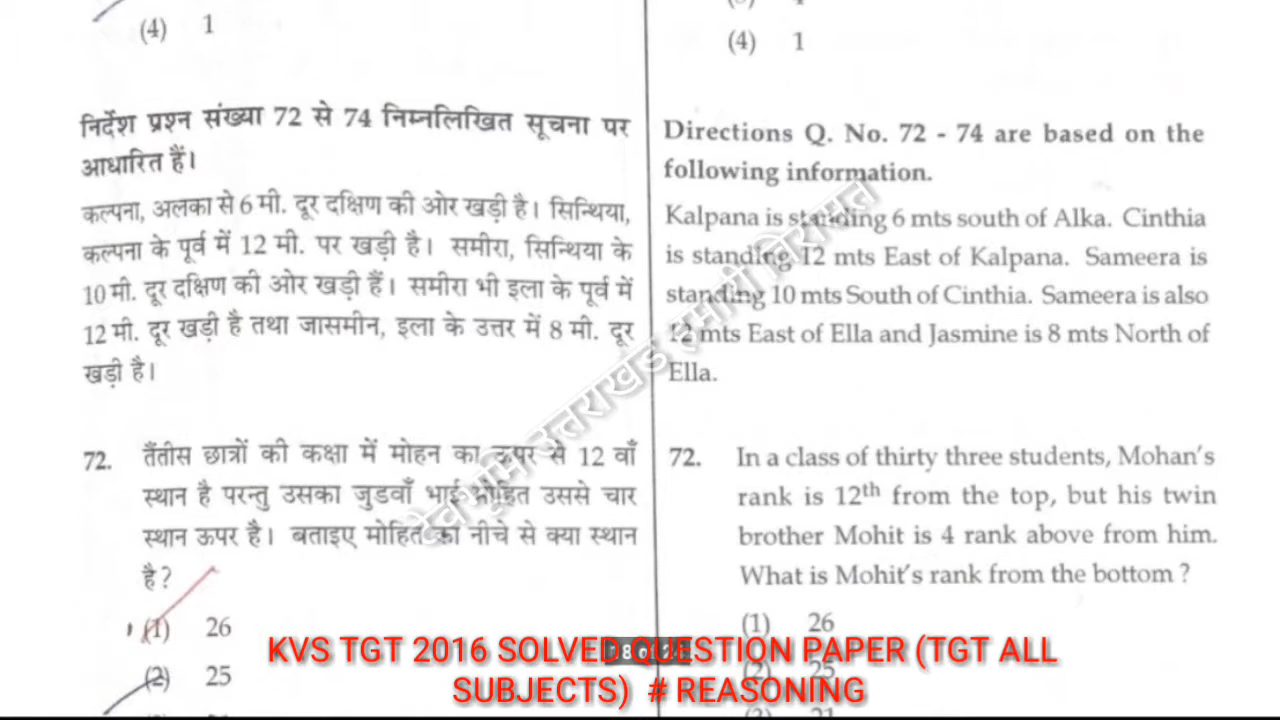 (4) 1
निर्देश प्रश्न संख्या 72 से 74 निम्नलिखित सूचना पर
आधारित हैं।
कल्पना, अलका से 6 मी. दूर दक्षिण की ओर खड़ी है। सिन्थिया,
कल्पना के पूर्व में 12 मी. पर खड़ी है। समीरा, सिन्थिया के
10 मी. दूर दक्षिण की ओर खड़ी हैं। समीरा भी इला के पूर्व में
12 मी. दूर खड़ी है तथा जासमीन, इला के उत्तर में 8 मी. दूर
खड़ी है।
72. तैंतीस छात्रों की कक्षा में मोहन का ऊपर से 12 वाँ
स्थान है परन्तु उसका जुडवाँ भाई मोहित उससे चार
स्थान ऊपर है। बताइए मोहित का नीचे से क्या स्थान
है?
(1) 26
(2) 25
(4) 1
Directions Q. No. 72 - 74 are based on the
following information.
Kalpana is standing 6 mts south of Alka. Cinthia
is standing 12 mts East of Kalpana. Sameera is
standing 10 mts South of Cinthia. Sameera is also
12 mts East of Ella and Jasmine is 8 mts North of
Ella.
72. In a class of thirty three students, Mohan's
rank is 12th from the top, but his twin
brother Mohit is 4 rank above from him.
What is Mohit's rank from the bottom ?
(1) 26
(2) 25
देवभूमि उत्तराखंड हमारी विरासत
KVS TGT 2016 SOLVED QUESTION PAPER (TGT ALL
SUBJECTS) # REASONING